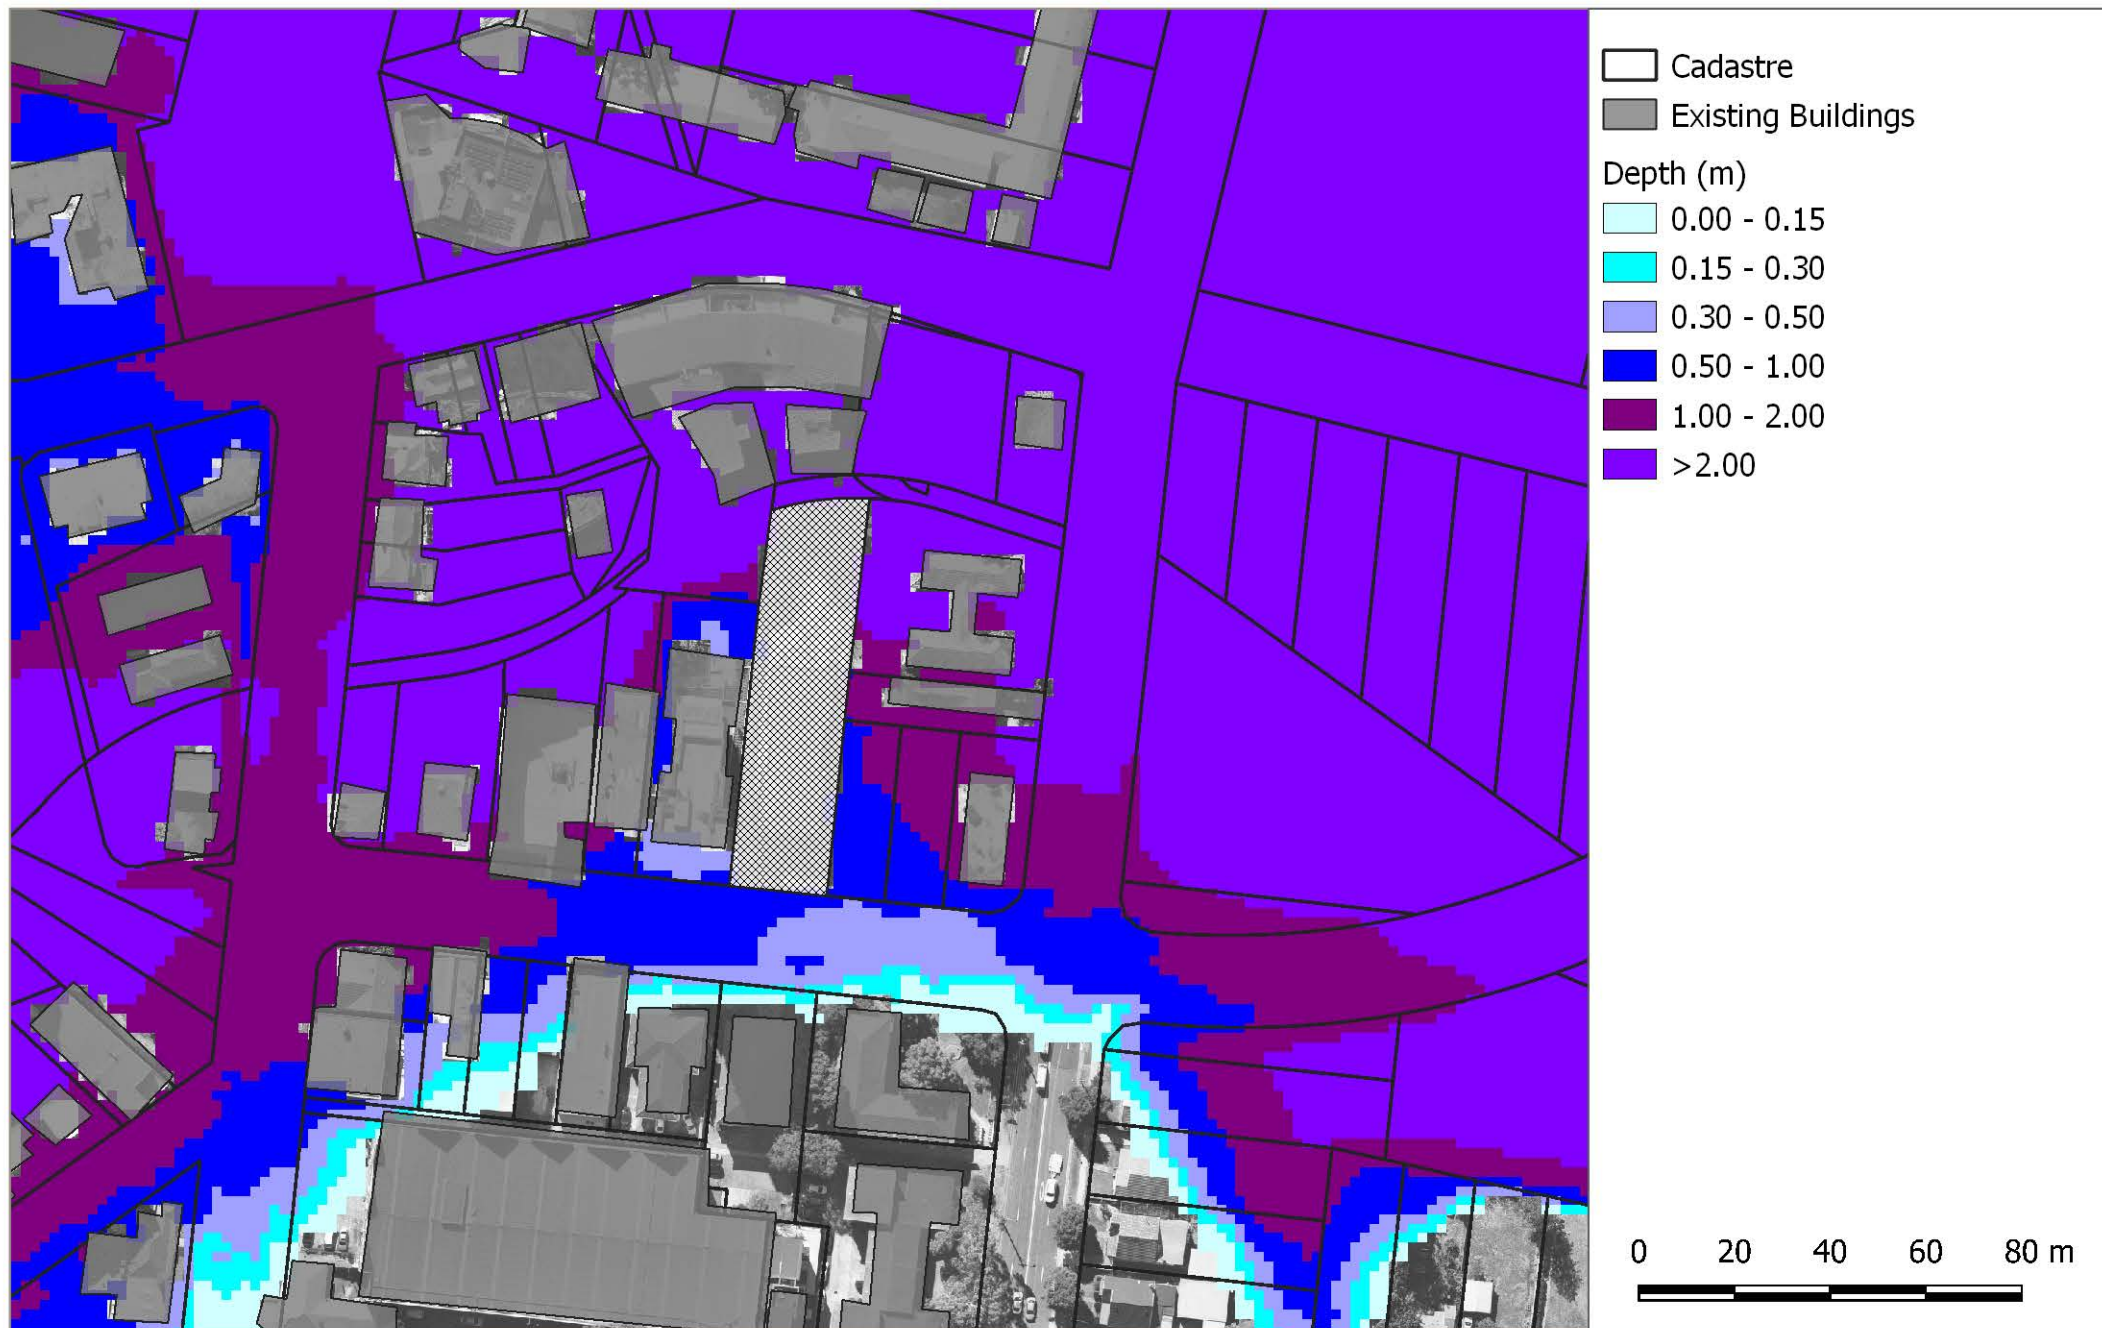 Cadastre
Existing Buildings
Depth (m)
0.00 - 0.15
0.15 - 0.30
0.30 - 0.50
0.50 - 1.00
1.00 - 2.00
>2.00
0 20 40 60 80 m